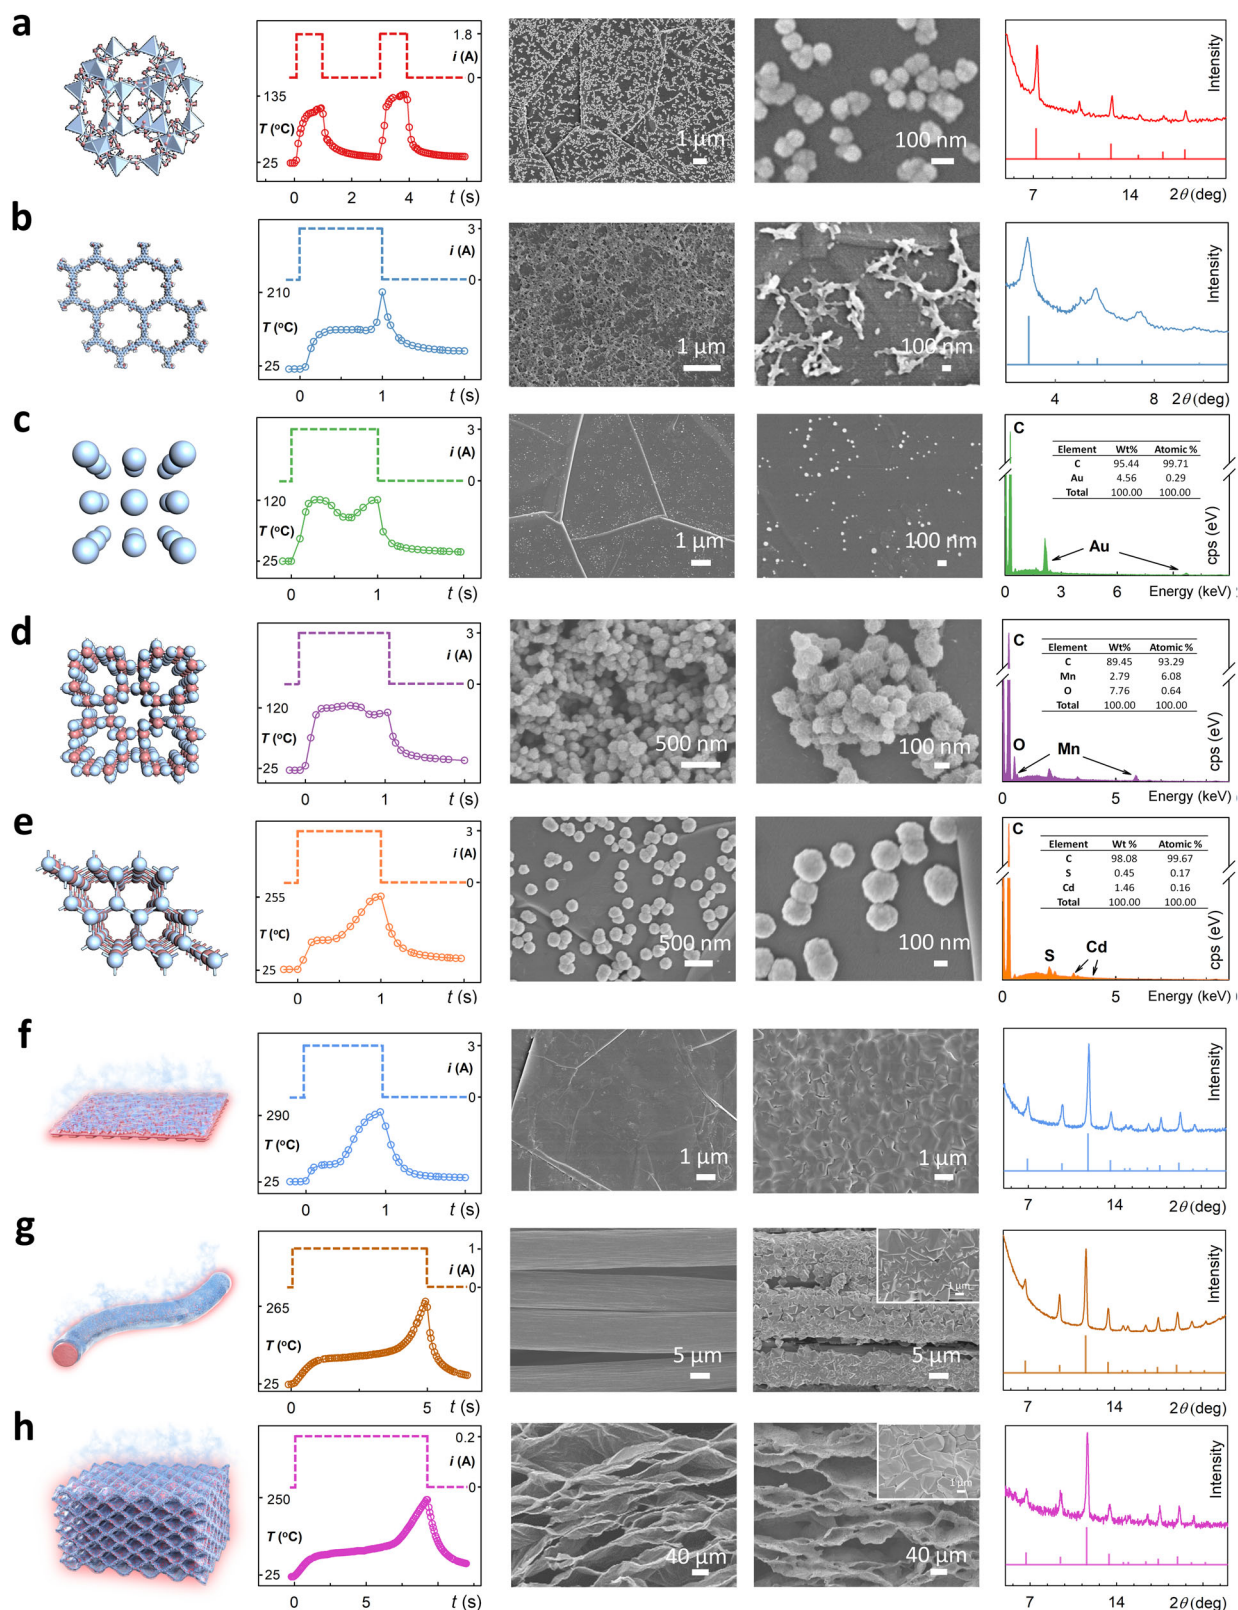 a
1.8
i (A)
0
135
T (°C)
25
0 2 4 t (s)
1 µm
100 nm
Intensity
7 14 2θ (deg)
b
3
i (A)
0
210
T (°C)
25
0 1 t (s)
1 µm
100 nm
Intensity
4 8 2θ (deg)
c
3
i (A)
0
120
T (°C)
25
0 1 t (s)
1 µm
100 nm
C
Element Wt% Atomic %
C 95.44 99.71
Au 4.56 0.29
Total 100.00 100.00
Au
cps (eV)
0 3 6 Energy (keV)
d
3
i (A)
0
120
T (°C)
25
0 1 t (s)
500 nm
100 nm
C
Element Wt% Atomic %
C 89.45 93.29
Mn 2.79 6.08
O 7.76 0.64
Total 100.00 100.00
O Mn
cps (eV)
0 5 Energy (keV)
e
3
i (A)
0
255
T (°C)
25
0 1 t (s)
500 nm
100 nm
C
Element Wt % Atomic %
C 98.08 99.67
S 0.45 0.17
Cd 1.46 0.16
Total 100.00 100.00
S Cd
cps (eV)
0 5 Energy (keV)
f
3
i (A)
0
290
T (°C)
25
0 1 t (s)
1 µm
1 µm
Intensity
7 14 2θ (deg)
g
1
i (A)
0
265
T (°C)
25
0 5 t (s)
5 µm
1 µm
5 µm
Intensity
7 14 2θ (deg)
h
0.2
i (A)
0
250
T (°C)
25
0 5 t (s)
40 µm
1 µm
40 µm
Intensity
7 14 2θ (deg)